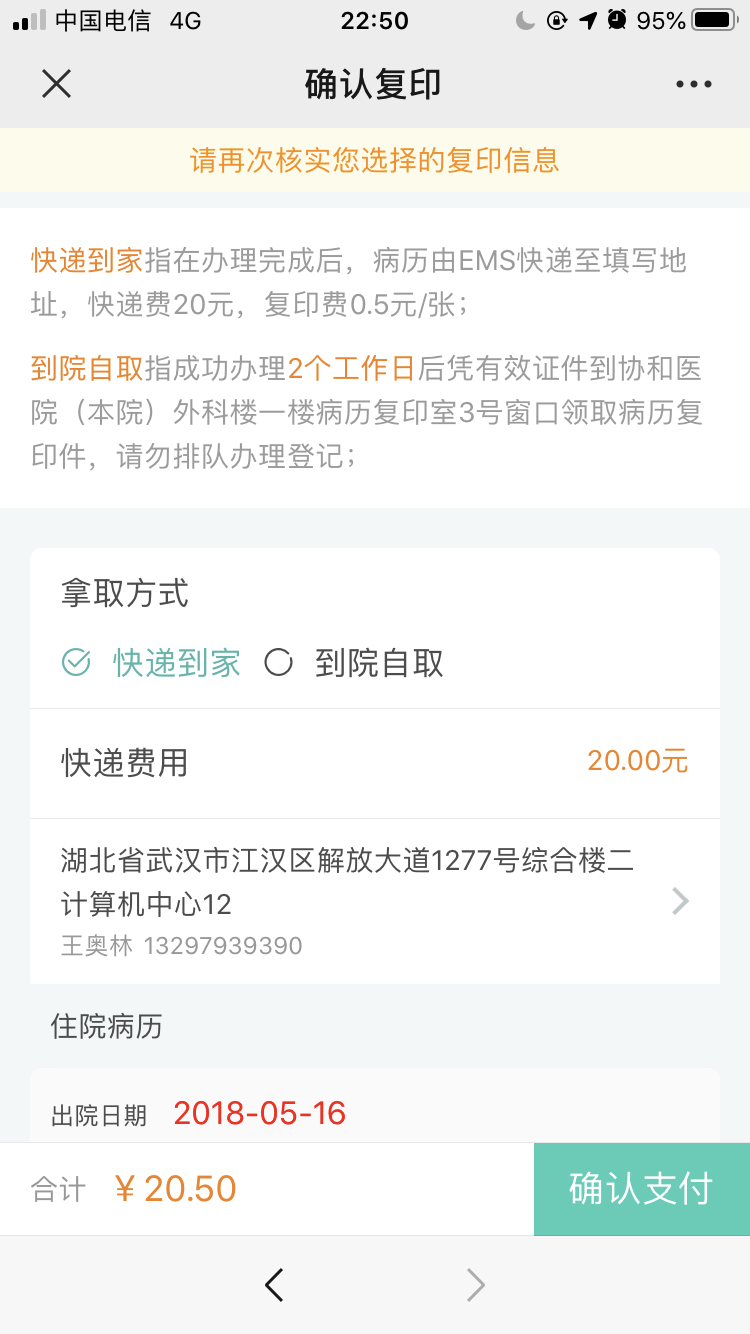 中国电信 4G 22:50 95%
确认复印
请再次核实您选择的复印信息
快递到家指在办理完成后，病历由EMS快递至填写地
址，快递费20元，复印费0.5元/张；
到院自取指成功办理2个工作日后凭有效证件到协和医
院（本院）外科楼一楼病历复印室3号窗口领取病历复
印件，请勿排队办理登记；
拿取方式
快递到家 到院自取
快递费用 20.00元
湖北省武汉市江汉区解放大道1277号综合楼二
计算机中心12
王奥林 13297939390
住院病历
出院日期 2018-05-16
合计 ¥ 20.50 确认支付